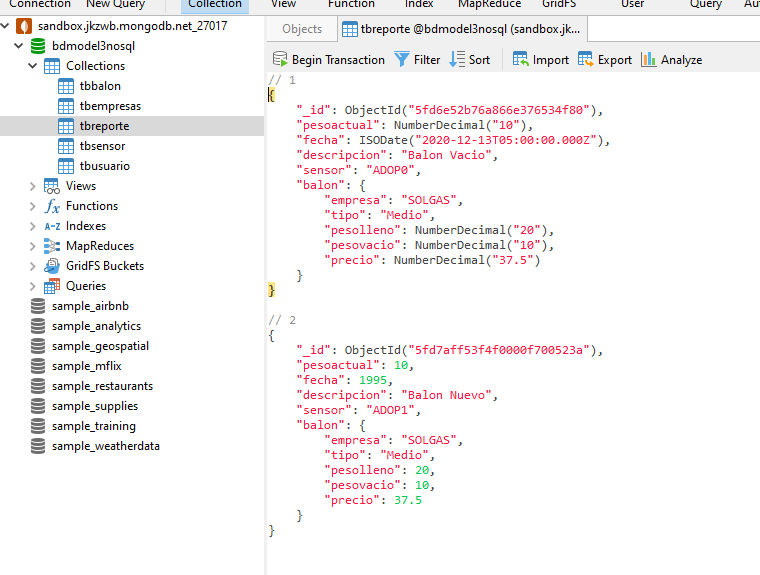 Connection New Query Collection View Function Index MapReduce GridFS User Query Autom
sandbox.jkzwb.mongodb.net_27017
bdmodel3nosql
Collections
tbbalon
tbempresas
tbreporte
tbsensor
tbusuario
Views
Functions
Indexes
MapReduces
GridFS Buckets
Queries
sample_airbnb
sample_analytics
sample_geospatial
sample_mflix
sample_restaurants
sample_supplies
sample_training
sample_weatherdata
Objects
tbreporte @bdmodel3nosql (sandbox.jk...
Begin Transaction Filter Sort Import Export Analyze
// 1
{
"_id": ObjectId("5fd6e52b76a866e376534f80"),
"pesoactual": NumberDecimal("10"),
"fecha": ISODate("2020-12-13T05:00:00.000Z"),
"descripcion": "Balon Vacio",
"sensor": "ADOP0",
"balon": {
"empresa": "SOLGAS",
"tipo": "Medio",
"pesolleno": NumberDecimal("20"),
"pesovacio": NumberDecimal("10"),
"precio": NumberDecimal("37.5")
}
}
// 2
{
"_id": ObjectId("5fd7aff53f4f0000f700523a"),
"pesoactual": 10,
"fecha": 1995,
"descripcion": "Balon Nuevo",
"sensor": "ADOP1",
"balon": {
"empresa": "SOLGAS",
"tipo": "Medio",
"pesolleno": 20,
"pesovacio": 10,
"precio": 37.5
}
}